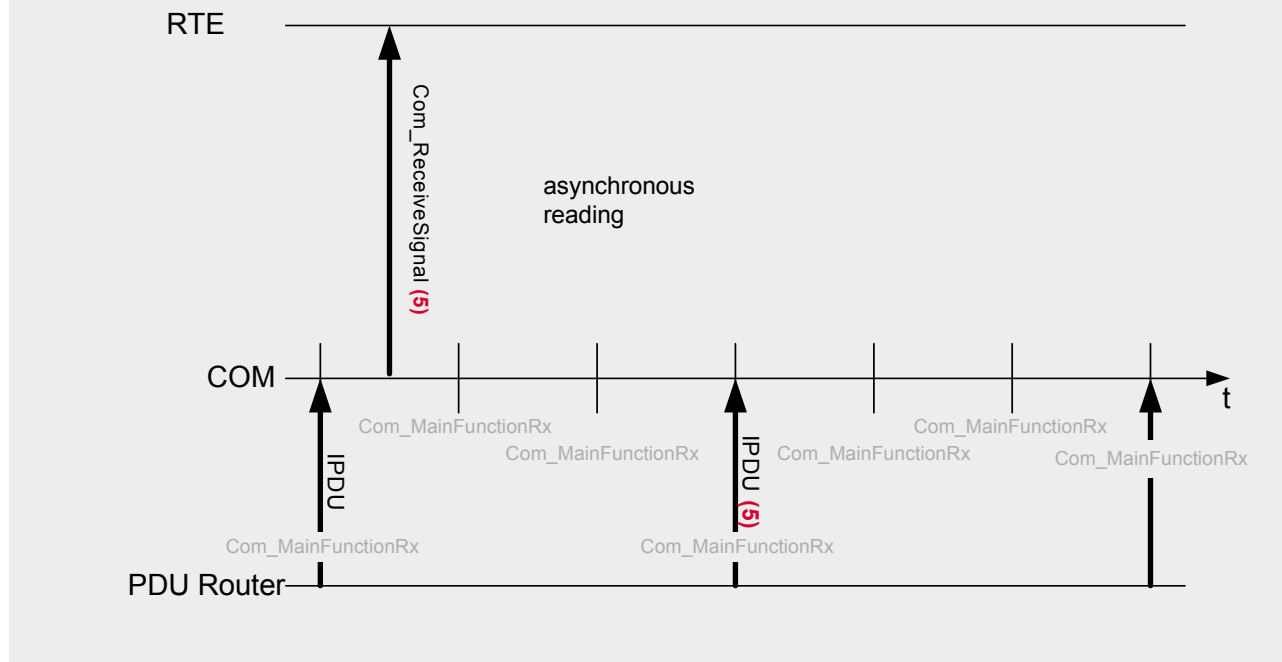 RTE
Com_ReceiveSignal (5)
asynchronous
reading
COM
t
Com_MainFunctionRx
Com_MainFunctionRx
Com_MainFunctionRx
Com_MainFunctionRx
Com_MainFunctionRx
IPDU
IPDU (5)
Com_MainFunctionRx
Com_MainFunctionRx
PDU Router